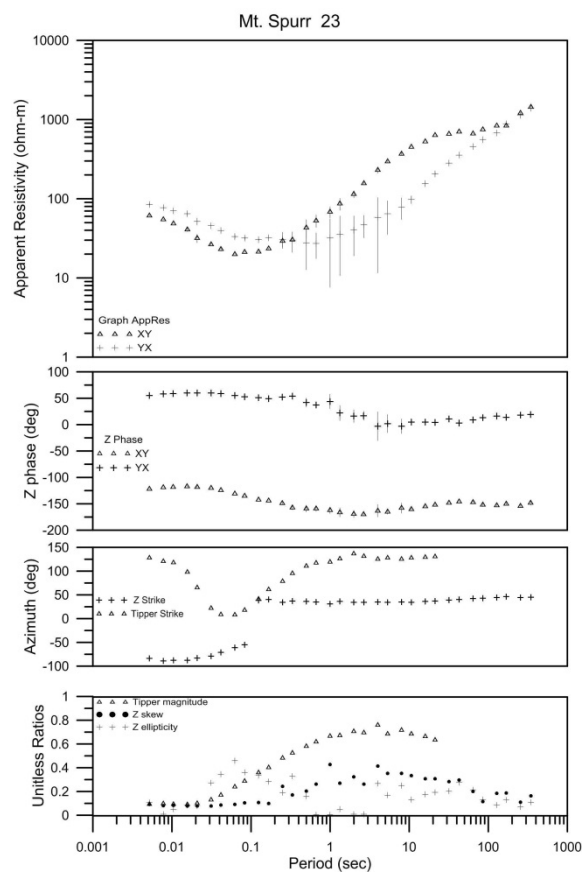 Mt. Spurr 23
Apparent Resistivity (ohm-m)
10000
1000
100
10
1
Graph AppRes
XY
YX
Z phase (deg)
200
150
100
50
0
-50
-100
-150
-200
Z Phase
XY
YX
Azimuth (deg)
150
100
50
0
-50
-100
Z Strike
Tipper Strike
Unitless Ratios
1
0.8
0.6
0.4
0.2
0
Tipper magnitude
Z skew
Z ellipticity
0.001 0.01 0.1 1 10 100 1000
Period (sec)